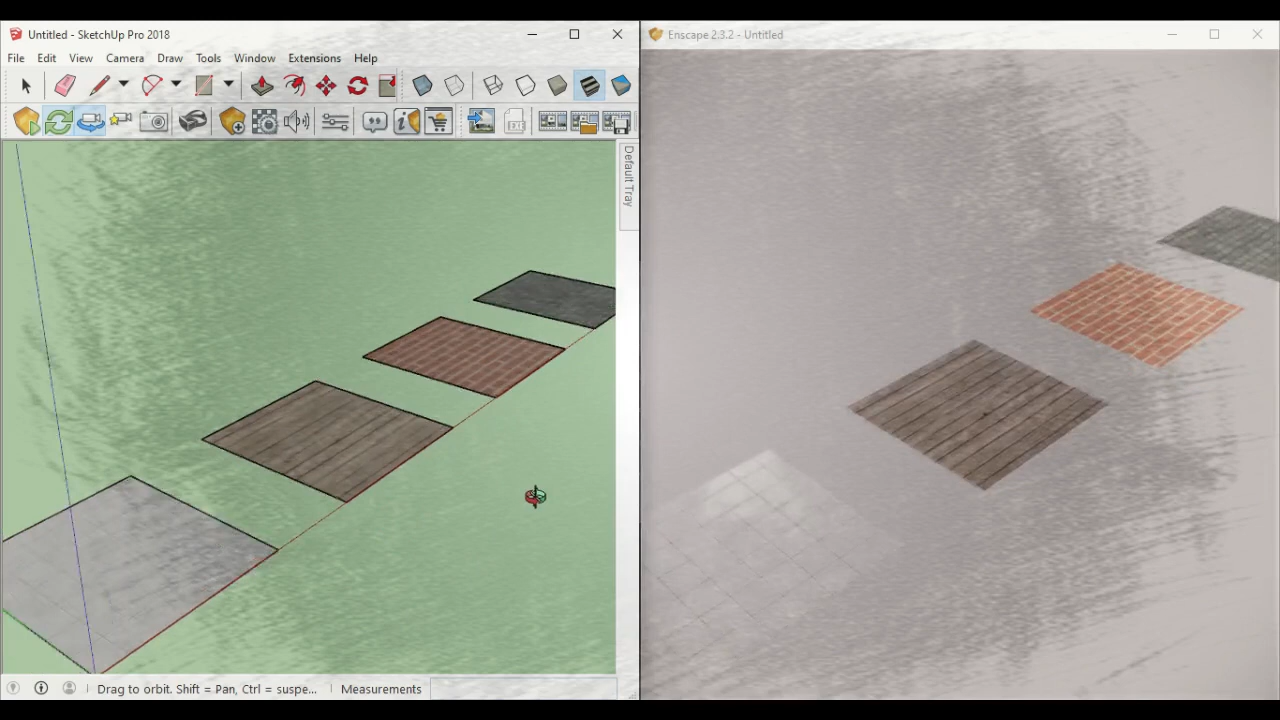 Untitled - SketchUp Pro 2018
Enscape 2.3.2 - Untitled
File Edit View Camera Draw Tools Window Extensions Help
Default Tray
Drag to orbit. Shift = Pan, Ctrl = suspe... Measurements